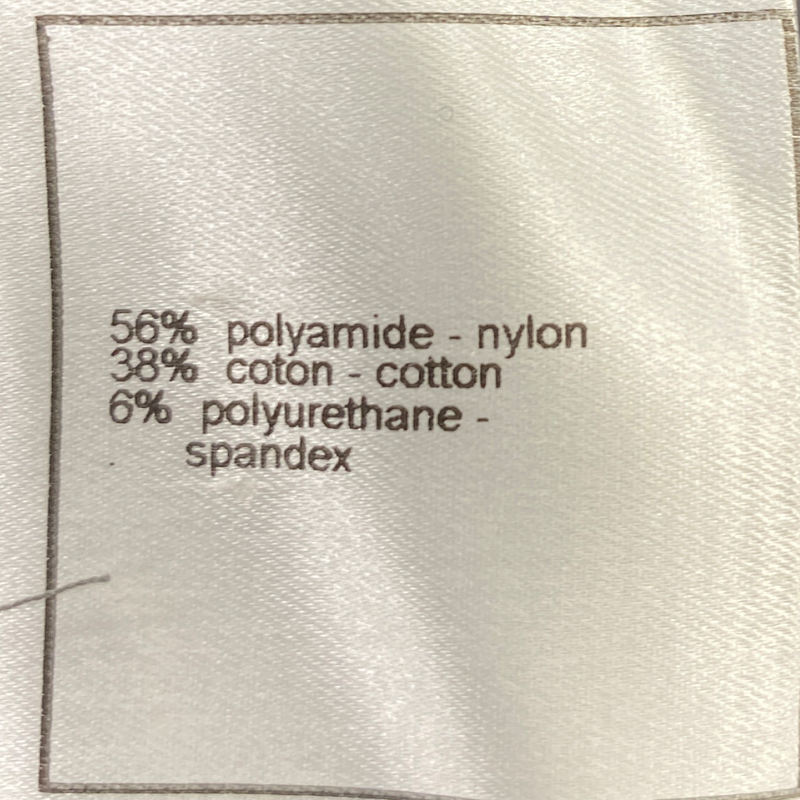 56% polyamide - nylon
38% coton - cotton
6% polyurethane -
spandex